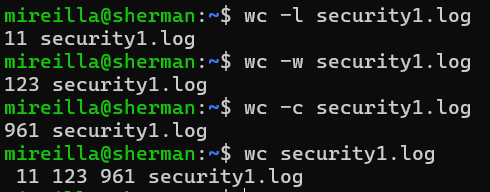 mireilla@sherman:~$ wc -l security1.log
11 security1.log
mireilla@sherman:~$ wc -w security1.log
123 security1.log
mireilla@sherman:~$ wc -c security1.log
961 security1.log
mireilla@sherman:~$ wc security1.log
 11 123 961 security1.log